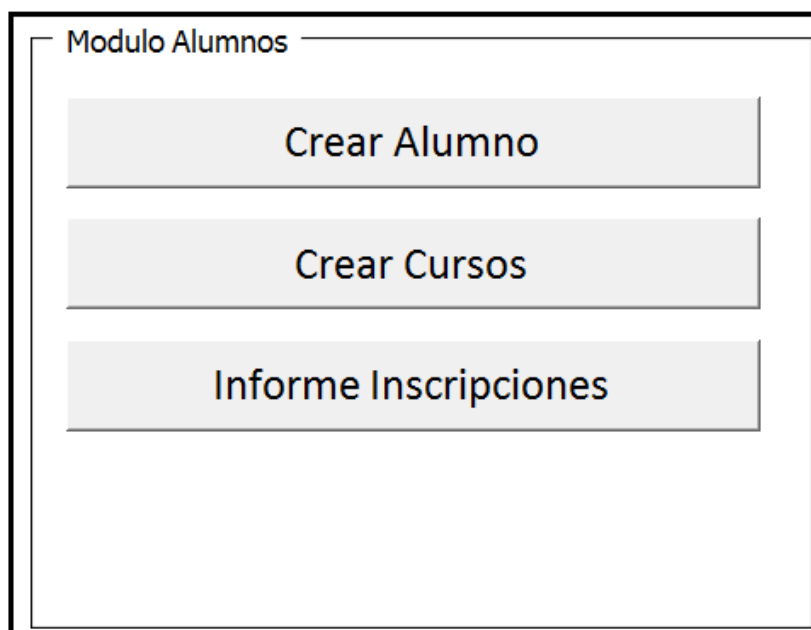 Modulo Alumnos
Crear Alumno
Crear Cursos
Informe Inscripciones